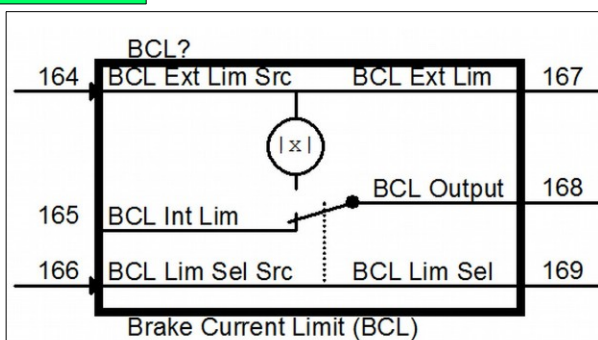 BCL?
164 BCL Ext Lim Src BCL Ext Lim 167
|x|
BCL Output 168
165 BCL Int Lim
166 BCL Lim Sel Src BCL Lim Sel 169
Brake Current Limit (BCL)